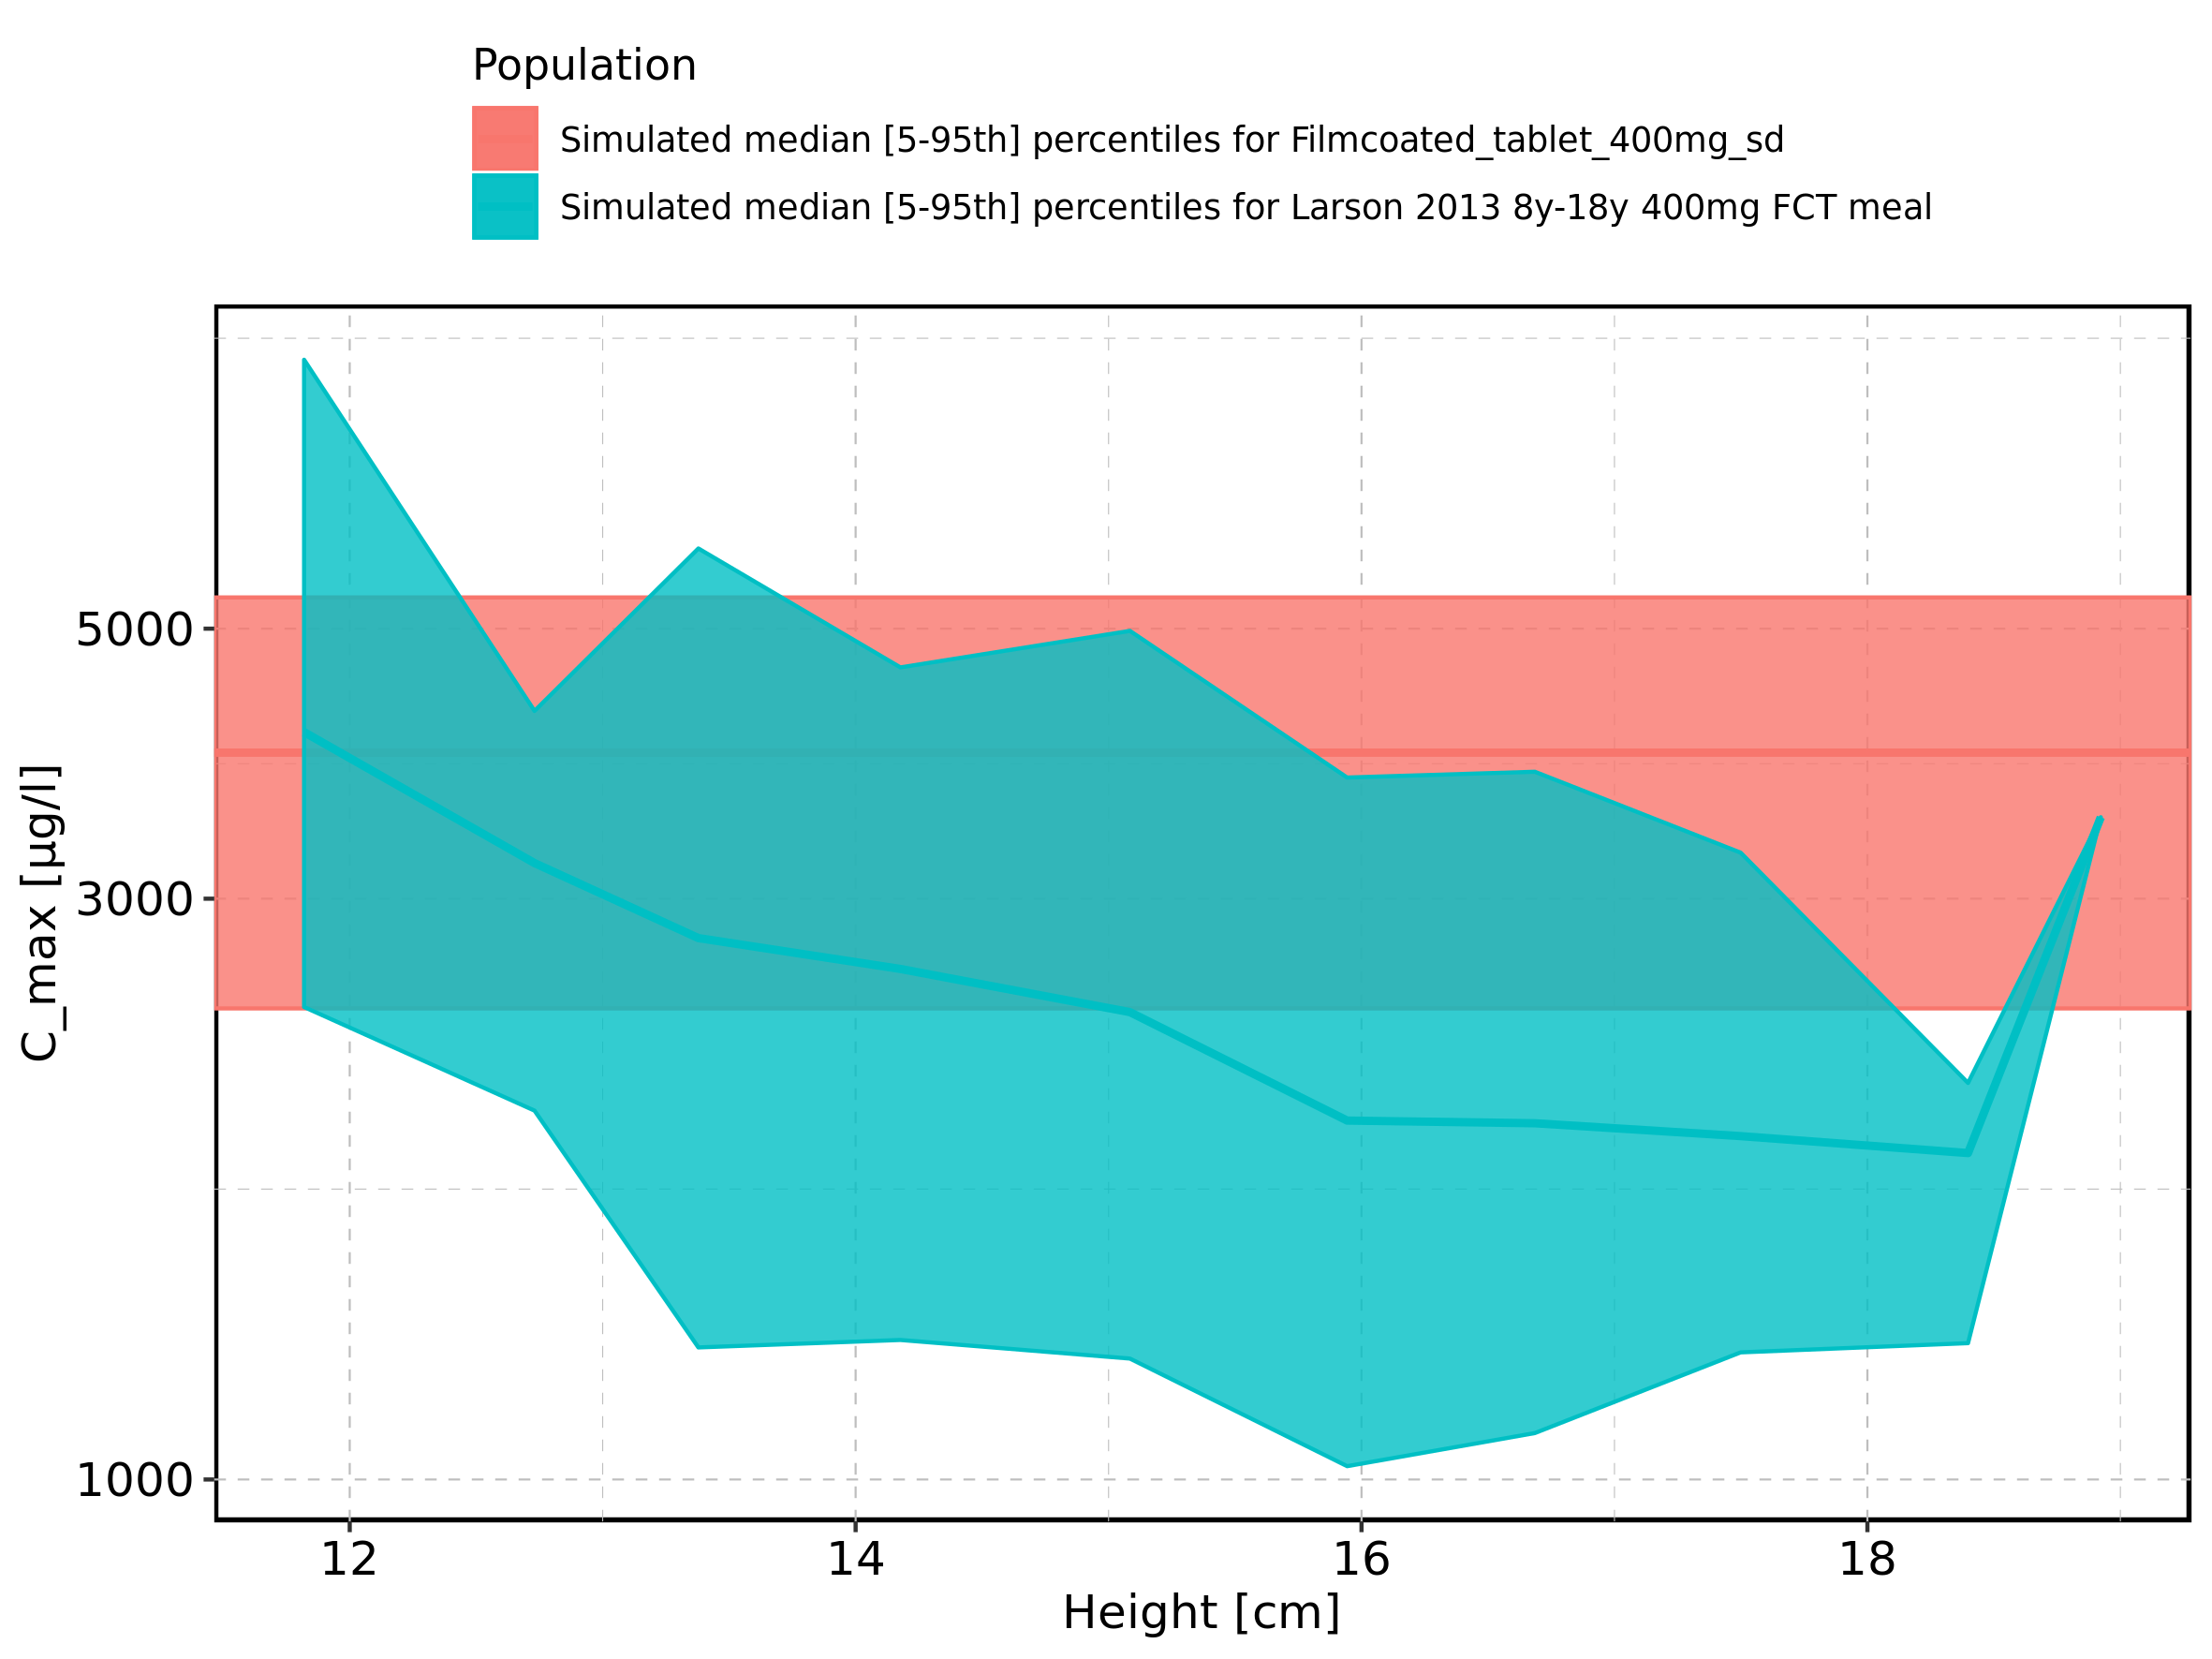 Population
Simulated median [5-95th] percentiles for Filmcoated_tablet_400mg_sd
Simulated median [5-95th] percentiles for Larson 2013 8y-18y 400mg FCT meal
C_max [µg/l]
5000
3000
1000
12 14 16 18
Height [cm]